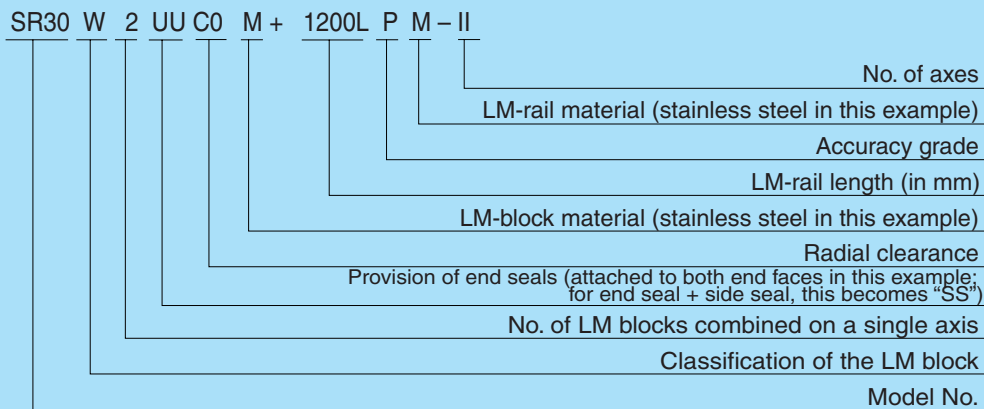 SR30 W 2 UU C0 M + 1200L P M – II
No. of axes
LM-rail material (stainless steel in this example)
Accuracy grade
LM-rail length (in mm)
LM-block material (stainless steel in this example)
Radial clearance
Provision of end seals (attached to both end faces in this example;
for end seal + side seal, this becomes “SS”)
No. of LM blocks combined on a single axis
Classification of the LM block
Model No.